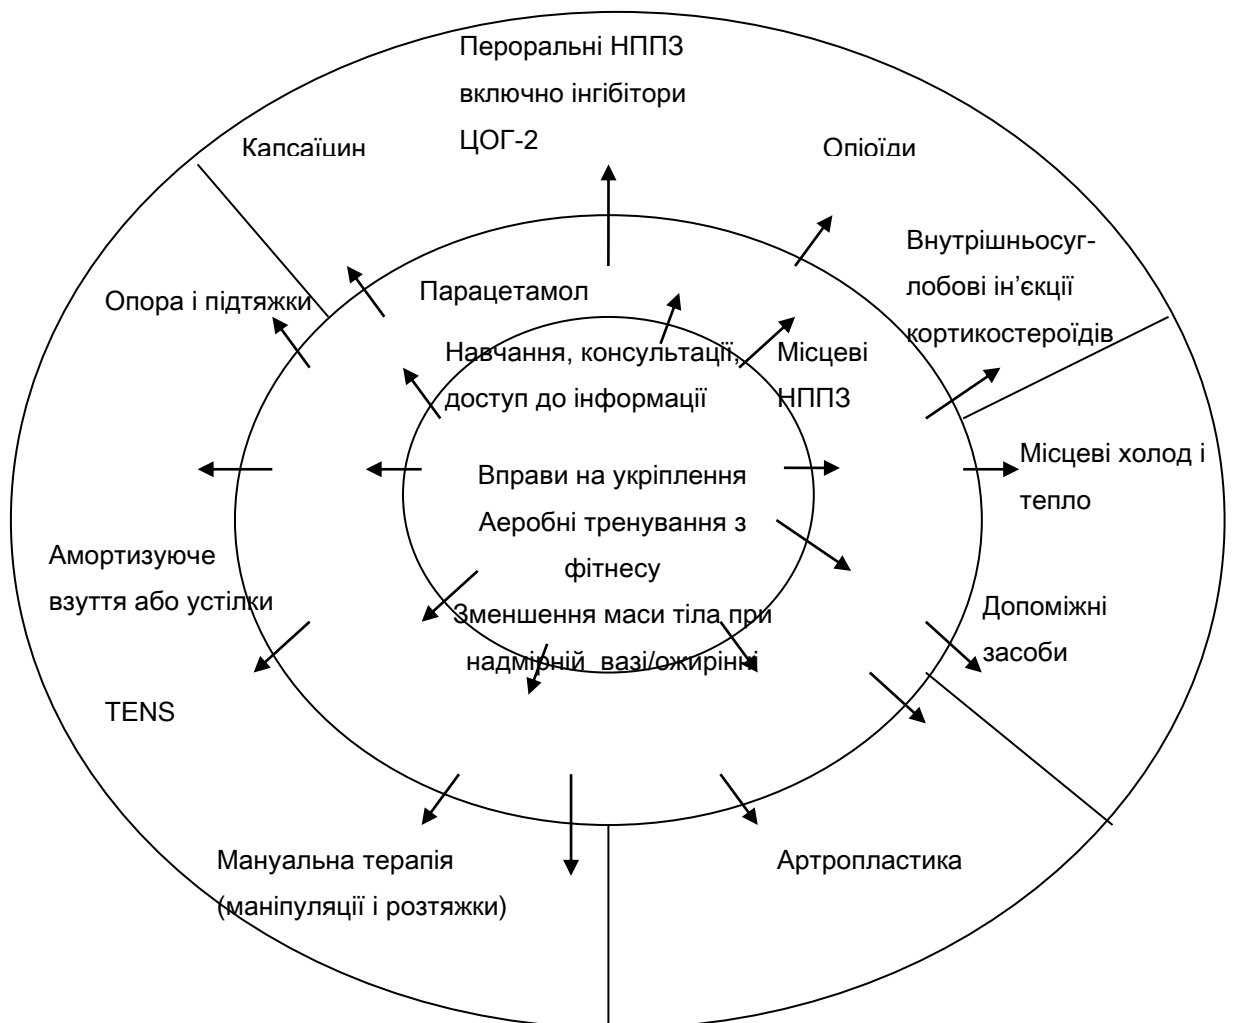 Пероральні НППЗ
включно інгібітори
ЦОГ-2
Капсаїцин
Опіоїди
Внутрішньосуг-
лобові ін’єкції
кортикостероїдів
Опора і підтяжки
Парацетамол
Навчання, консультації,
доступ до інформації
Місцеві
НППЗ
Вправи на укріплення
Аеробні тренування з
фітнесу
Зменшення маси тіла при
надмірній вазі/ожирінні
Місцеві холод і
тепло
Амортизуюче
взуття або устілки
Допоміжні
засоби
TENS
Мануальна терапія
(маніпуляції і розтяжки)
Артропластика